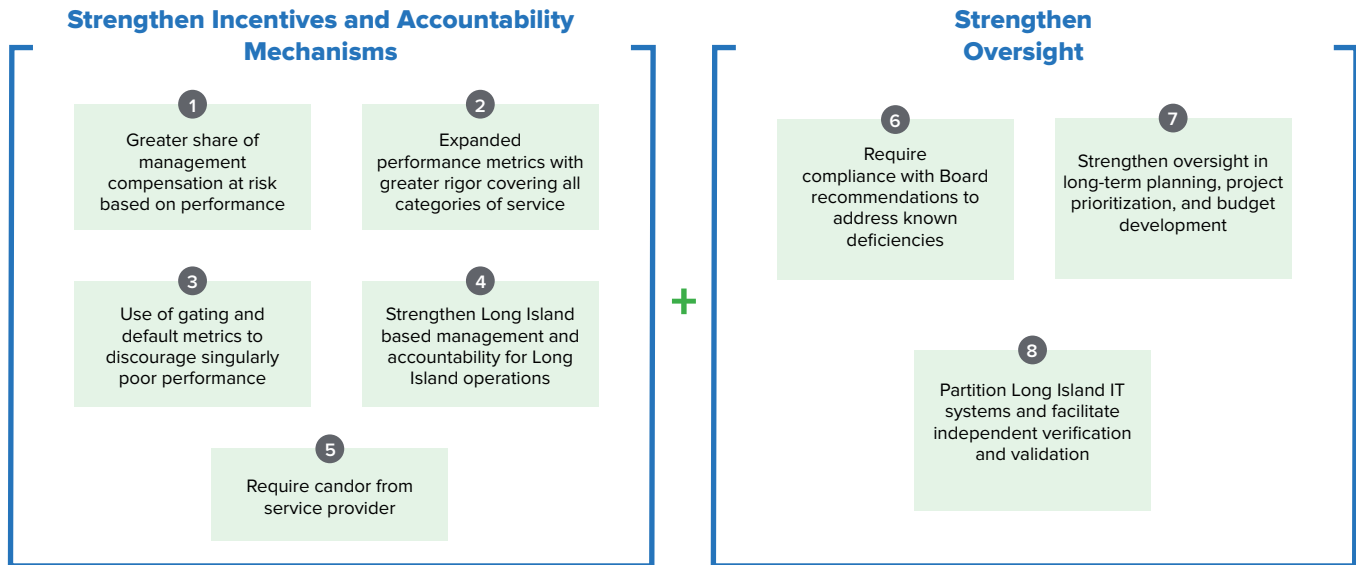 Strengthen Incentives and Accountability
Mechanisms
1
Greater share of
management
compensation at risk
based on performance
2
Expanded
performance metrics with
greater rigor covering all
categories of service
3
Use of gating and
default metrics to
discourage singularly
poor performance
4
Strengthen Long Island
based management and
accountability for Long
Island operations
5
Require candor from
service provider
+
Strengthen
Oversight
6
Require
compliance with Board
recommendations to
address known
deficiencies
7
Strengthen oversight in
long-term planning, project
prioritization, and budget
development
8
Partition Long Island IT
systems and facilitate
independent verification
and validation